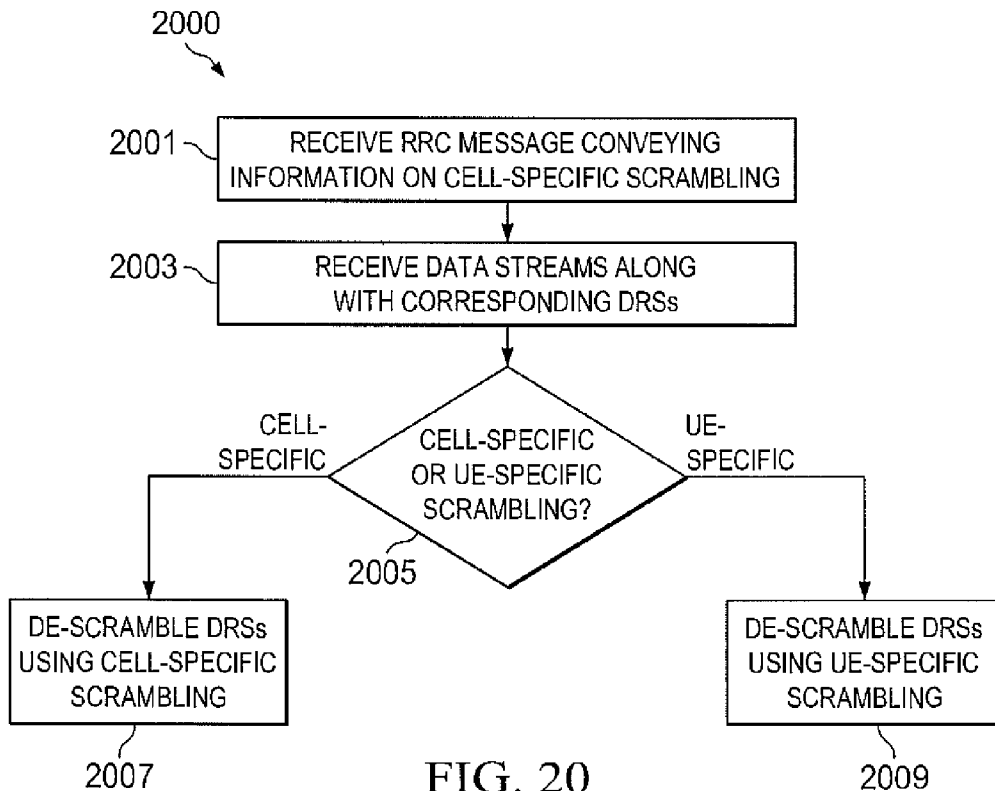 2000
2001
RECEIVE RRC MESSAGE CONVEYING
INFORMATION ON CELL-SPECIFIC SCRAMBLING
2003
RECEIVE DATA STREAMS ALONG
WITH CORRESPONDING DRSs
CELL-
SPECIFIC
CELL-SPECIFIC
OR UE-SPECIFIC
SCRAMBLING?
UE-
SPECIFIC
2005
DE-SCRAMBLE DRSs
USING CELL-SPECIFIC
SCRAMBLING
2007
DE-SCRAMBLE DRSs
USING UE-SPECIFIC
SCRAMBLING
2009
FIG. 20